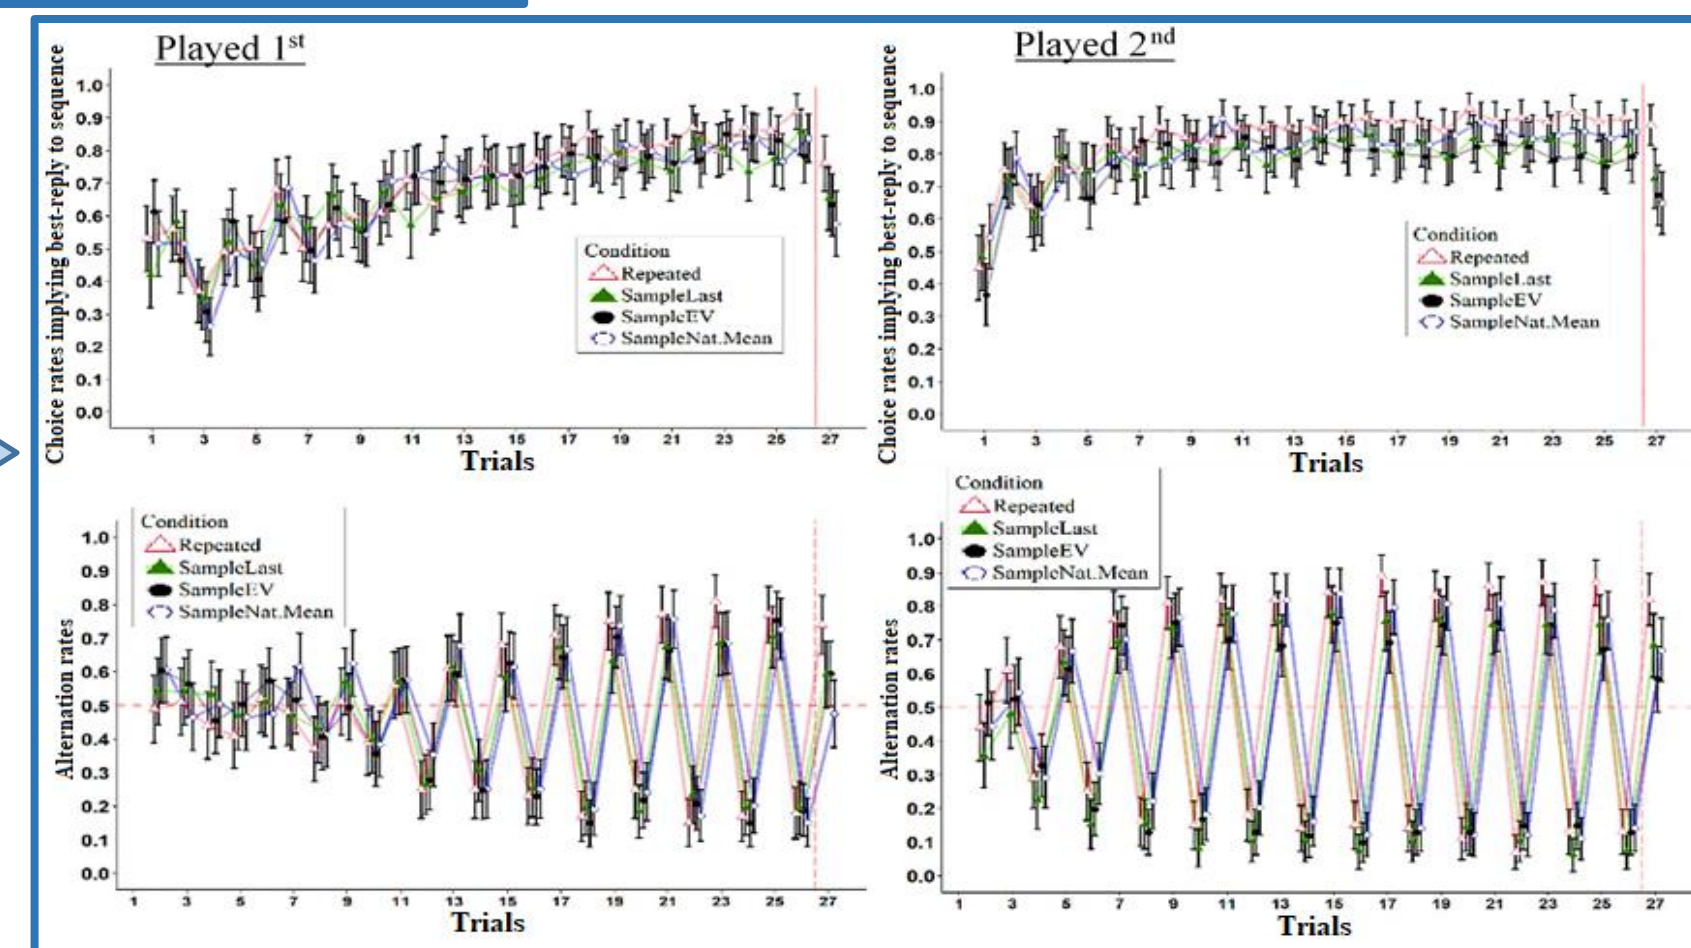 Played 1st
Choice rates implying best-reply to sequence
1.0
0.9
0.8
0.7
0.6
0.5
0.4
0.3
0.2
0.1
0.0
Condition
Repeated
SampleLast
SampleEV
SampleNat.Mean
1 3 5 7 9 11 13 15 17 19 21 23 25 27
Trials
Played 2nd
Choice rates implying best-reply to sequence
1.0
0.9
0.8
0.7
0.6
0.5
0.4
0.3
0.2
0.1
0.0
Condition
Repeated
SampleLast
SampleEV
SampleNat.Mean
1 3 5 7 9 11 13 15 17 19 21 23 25 27
Trials
Condition
Repeated
SampleLast
SampleEV
SampleNat.Mean
Alternation rates
1.0
0.9
0.8
0.7
0.6
0.5
0.4
0.3
0.2
0.1
0.0
1 3 5 7 9 11 13 15 17 19 21 23 25 27
Trials
Condition
Repeated
SampleLast
SampleEV
SampleNat.Mean
Alternation rates
1.0
0.9
0.8
0.7
0.6
0.5
0.4
0.3
0.2
0.1
0.0
1 3 5 7 9 11 13 15 17 19 21 23 25 27
Trials